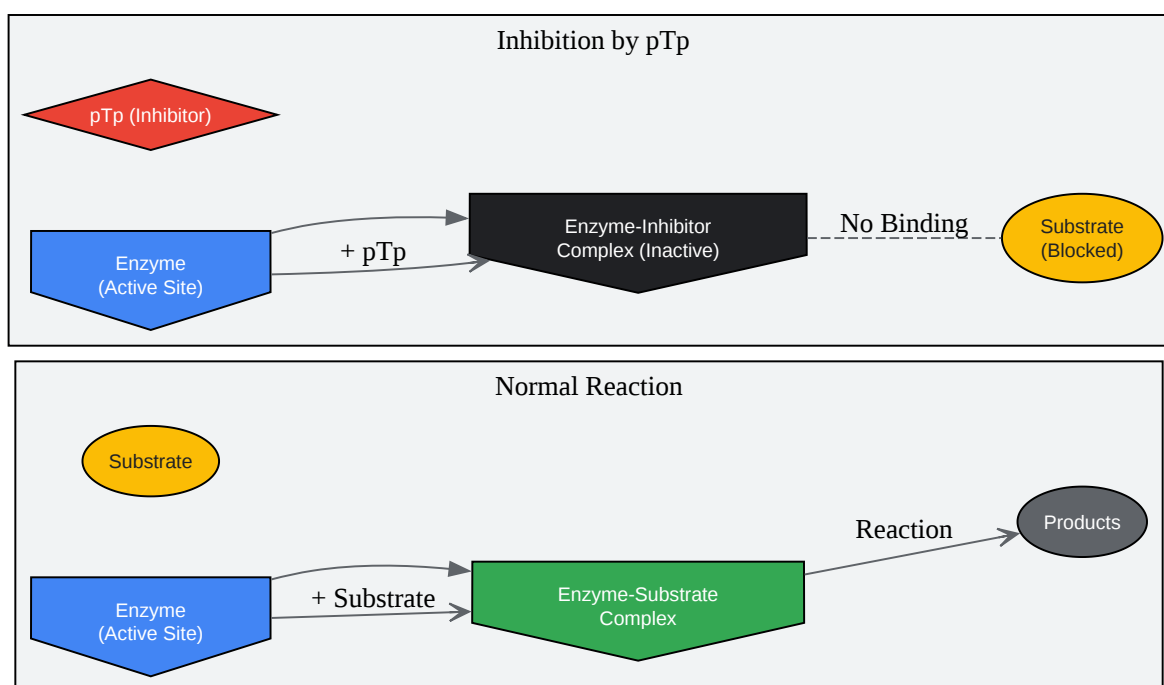 Inhibition by pTp
pTp (Inhibitor)
Enzyme
(Active Site)
+ pTp
Enzyme-Inhibitor
Complex (Inactive)
No Binding
Substrate
(Blocked)
Normal Reaction
Substrate
Enzyme
(Active Site)
+ Substrate
Enzyme-Substrate
Complex
Reaction
Products